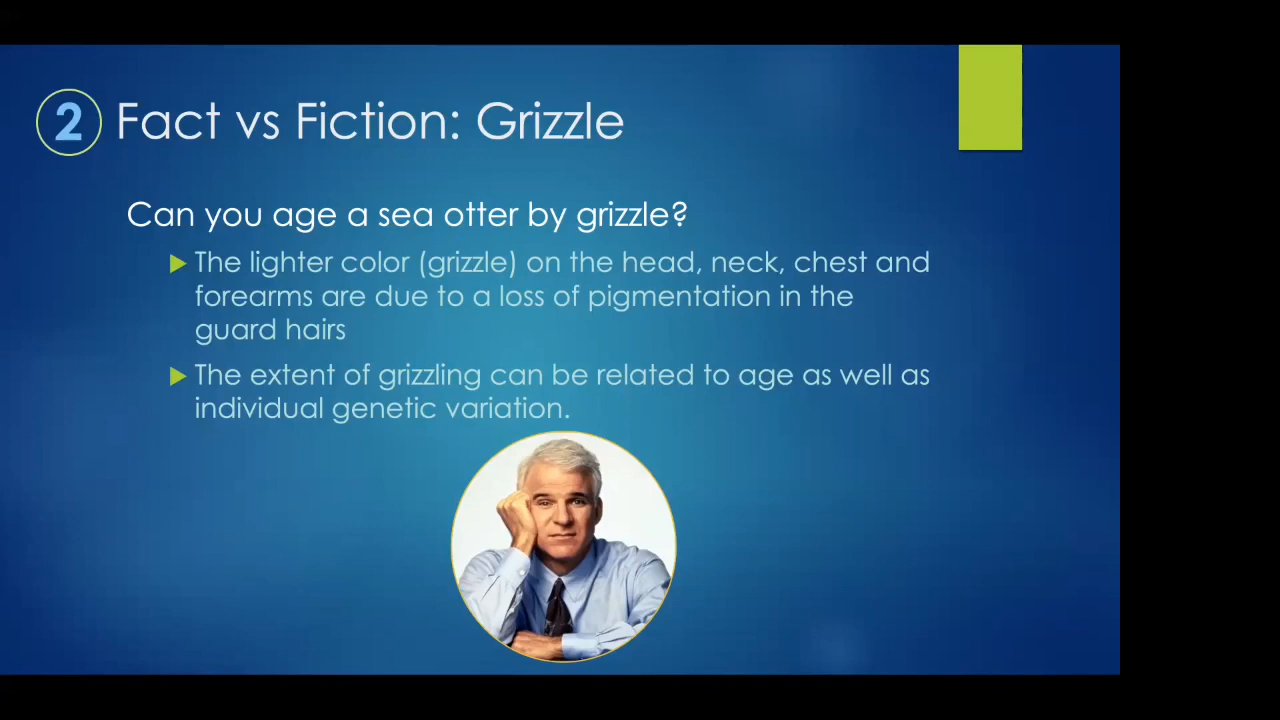 2 Fact vs Fiction: Grizzle
Can you age a sea otter by grizzle?
The lighter color (grizzle) on the head, neck, chest and
forearms are due to a loss of pigmentation in the
guard hairs
The extent of grizzling can be related to age as well as
individual genetic variation.